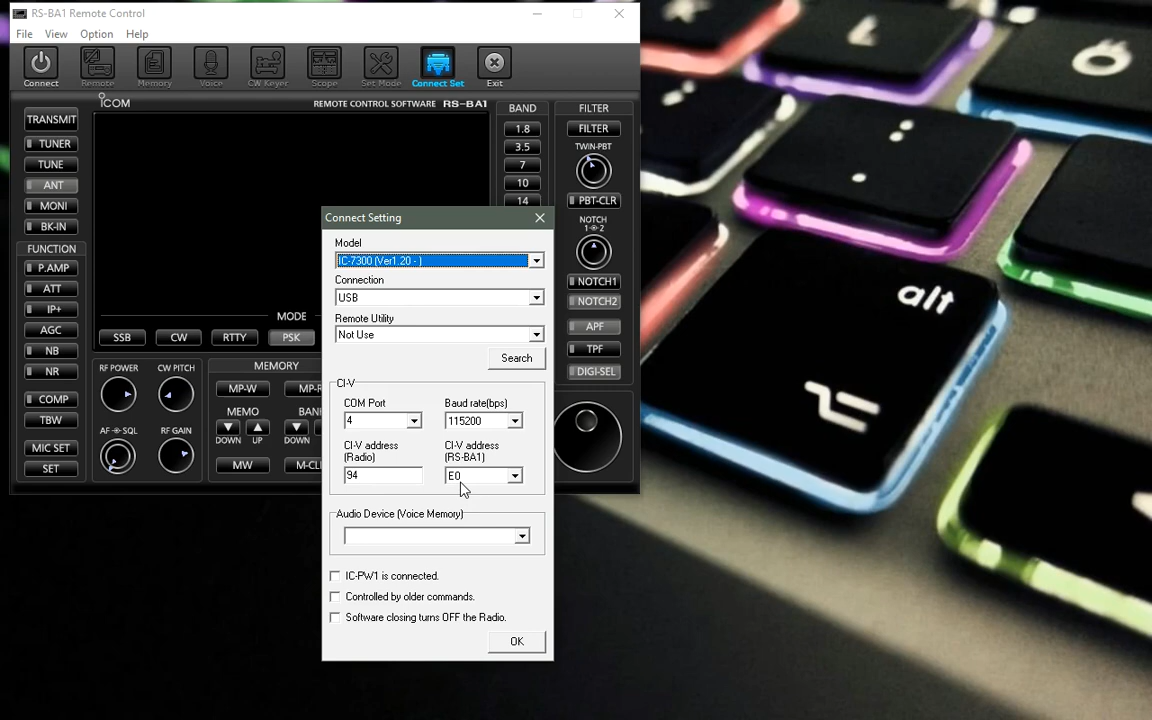 RS-BA1 Remote Control
File View Option Help
Connect Remote Memory Voice CW Keyer Scope Set Mode Connect Set Exit
ICOM REMOTE CONTROL SOFTWARE RS-BA1
TRANSMIT
TUNER
TUNE
ANT
MONI
BK-IN
FUNCTION
P.AMP
ATT
IP+
AGC
NB
NR
COMP
TBW
MIC SET
SET
MODE
SSB CW RTTY PSK
RF POWER CW PITCH
AF SQL RF GAIN
MEMORY
MP-W MP-R
MEMO
DOWN UP DOWN
MW
BAND
1.8
3.5
7
10
14
FILTER
FILTER
TWIN-PBT
PBT-CLR
NOTCH
1 2
NOTCH1
NOTCH2
APF
TPF
DIGI-SEL
Connect Setting
Model
IC-7300 (Ver1.20 - )
Connection
USB
Remote Utility
Not Use
Search
CI-V
COM Port Baud rate(bps)
4 115200
CI-V address CI-V address
(Radio) (RS-BA1)
94 E0
Audio Device (Voice Memory)
IC-PW1 is connected.
Controlled by older commands.
Software closing turns OFF the Radio.
OK
alt